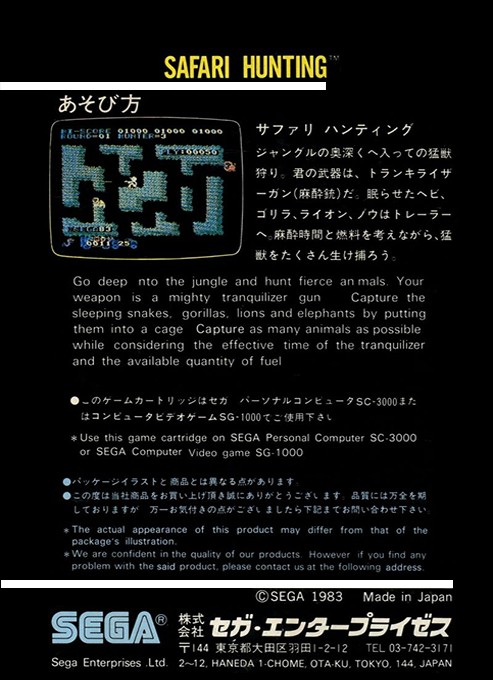 SAFARI HUNTING™
あそび方
HI-SCORE 01000 01000 01000
ROUND=01 HUNTER=3
サファリ ハンティング
ジャングルの奥深くへ入っての猛獣
狩り。君の武器は、トランキライザ
ーガン(麻酔銃)だ。眠らせたヘビ、
ゴリラ、ライオン、ノウはトレーラー
へ。麻酔時間と燃料を考えながら、猛
獣をたくさん生け捕ろう。
Go deep nto the jungle and hunt fierce an mals. Your
weapon is a mighty tranquilizer gun Capture the
sleeping snakes, gorillas, lions and elephants by putting
them into a cage Capture as many animals as possible
while considering the effective time of the tranquilizer
and the available quantity of fuel
●このゲームカートリッジはセガ パーソナルコンピュータSC-3000また
はコンピュータビデオゲームSG-1000でご使用下さい
*Use this game cartridge on SEGA Personal Computer SC-3000
or SEGA Computer Video game SG-1000
●パッケージイラストと商品とは異なる点があります。
●この度は当社商品をお買い上げ頂き誠にありがとうございます。品質には万全を期
しておりますが 万一お気付きの点がございましたら下記までお問い合わせ下さい。
*The actual appearance of this product may differ from that of the
package's illustration.
*We are confident in the quality of our products. However if you find any
problem with the said product, please contact us at the following address.
©SEGA 1983 Made in Japan
SEGA®
株式会社 セガ・エンタープライゼス
〒144 東京都大田区羽田1-2-12 TEL 03-742-3171
Sega Enterprises .Ltd. 2~12, HANEDA 1-CHOME, OTA-KU, TOKYO, 144, JAPAN